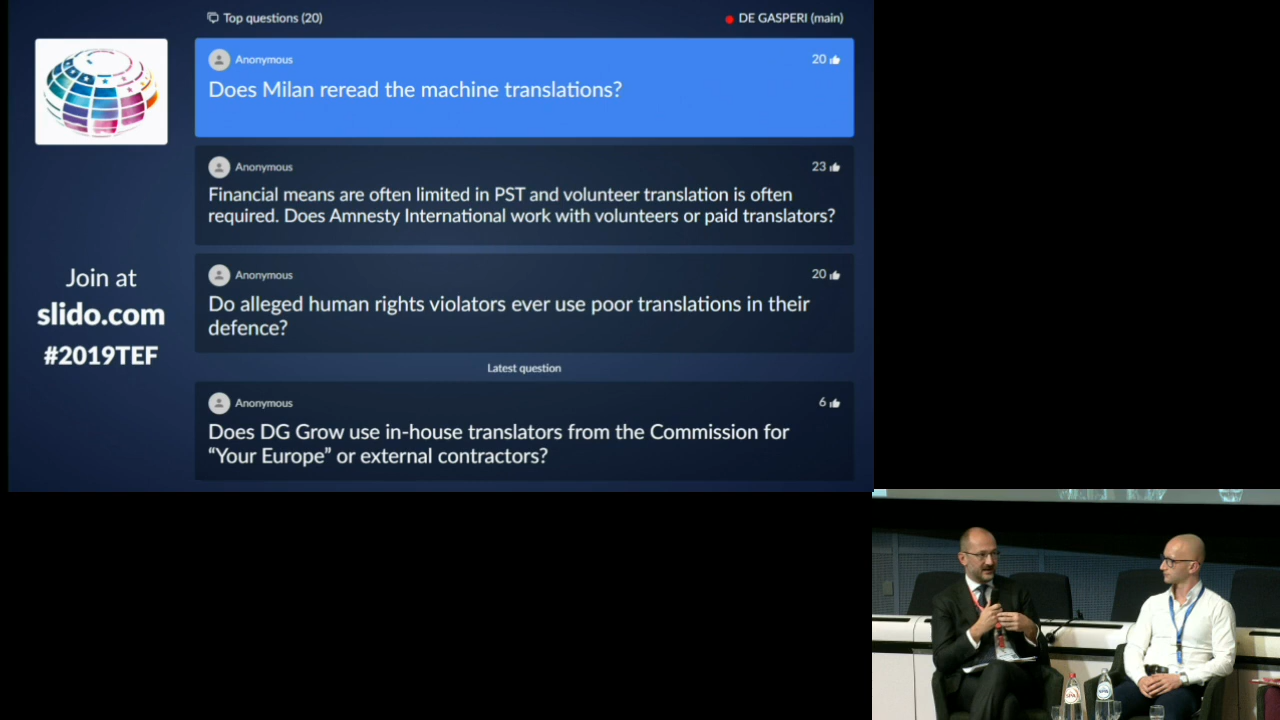 Top questions (20)
DE GASPERI (main)
Anonymous
20
Does Milan reread the machine translations?
Anonymous
23
Financial means are often limited in PST and volunteer translation is often
required. Does Amnesty International work with volunteers or paid translators?
Anonymous
20
Do alleged human rights violators ever use poor translations in their
defence?
Latest question
Anonymous
6
Does DG Grow use in-house translators from the Commission for
“Your Europe” or external contractors?
Join at
slido.com
#2019TEF
SPA
SPA